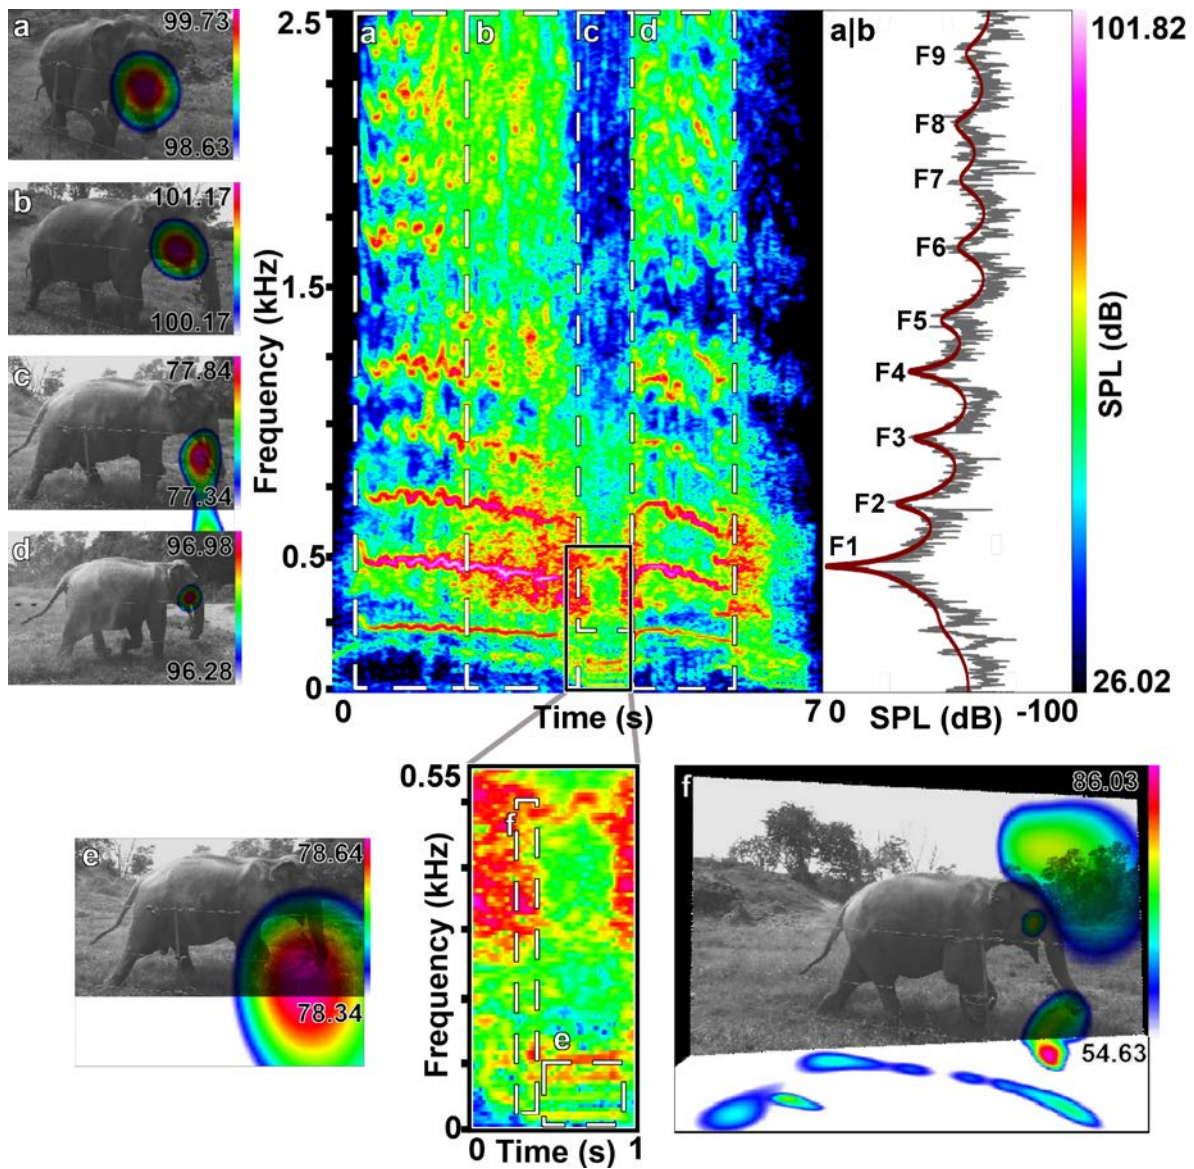 a
99.73
98.63
b
101.17
100.17
c
77.84
77.34
d
96.98
96.28
2.5
1.5
0.5
0
Frequency (kHz)
a
b
c
d
0
Time (s)
7
a|b
F9
F8
F7
F6
F5
F4
F3
F2
F1
0
SPL (dB)
-100
101.82
SPL (dB)
26.02
e
78.64
78.34
0.55
Frequency (kHz)
0
f
e
0
Time (s)
1
f
86.03
54.63